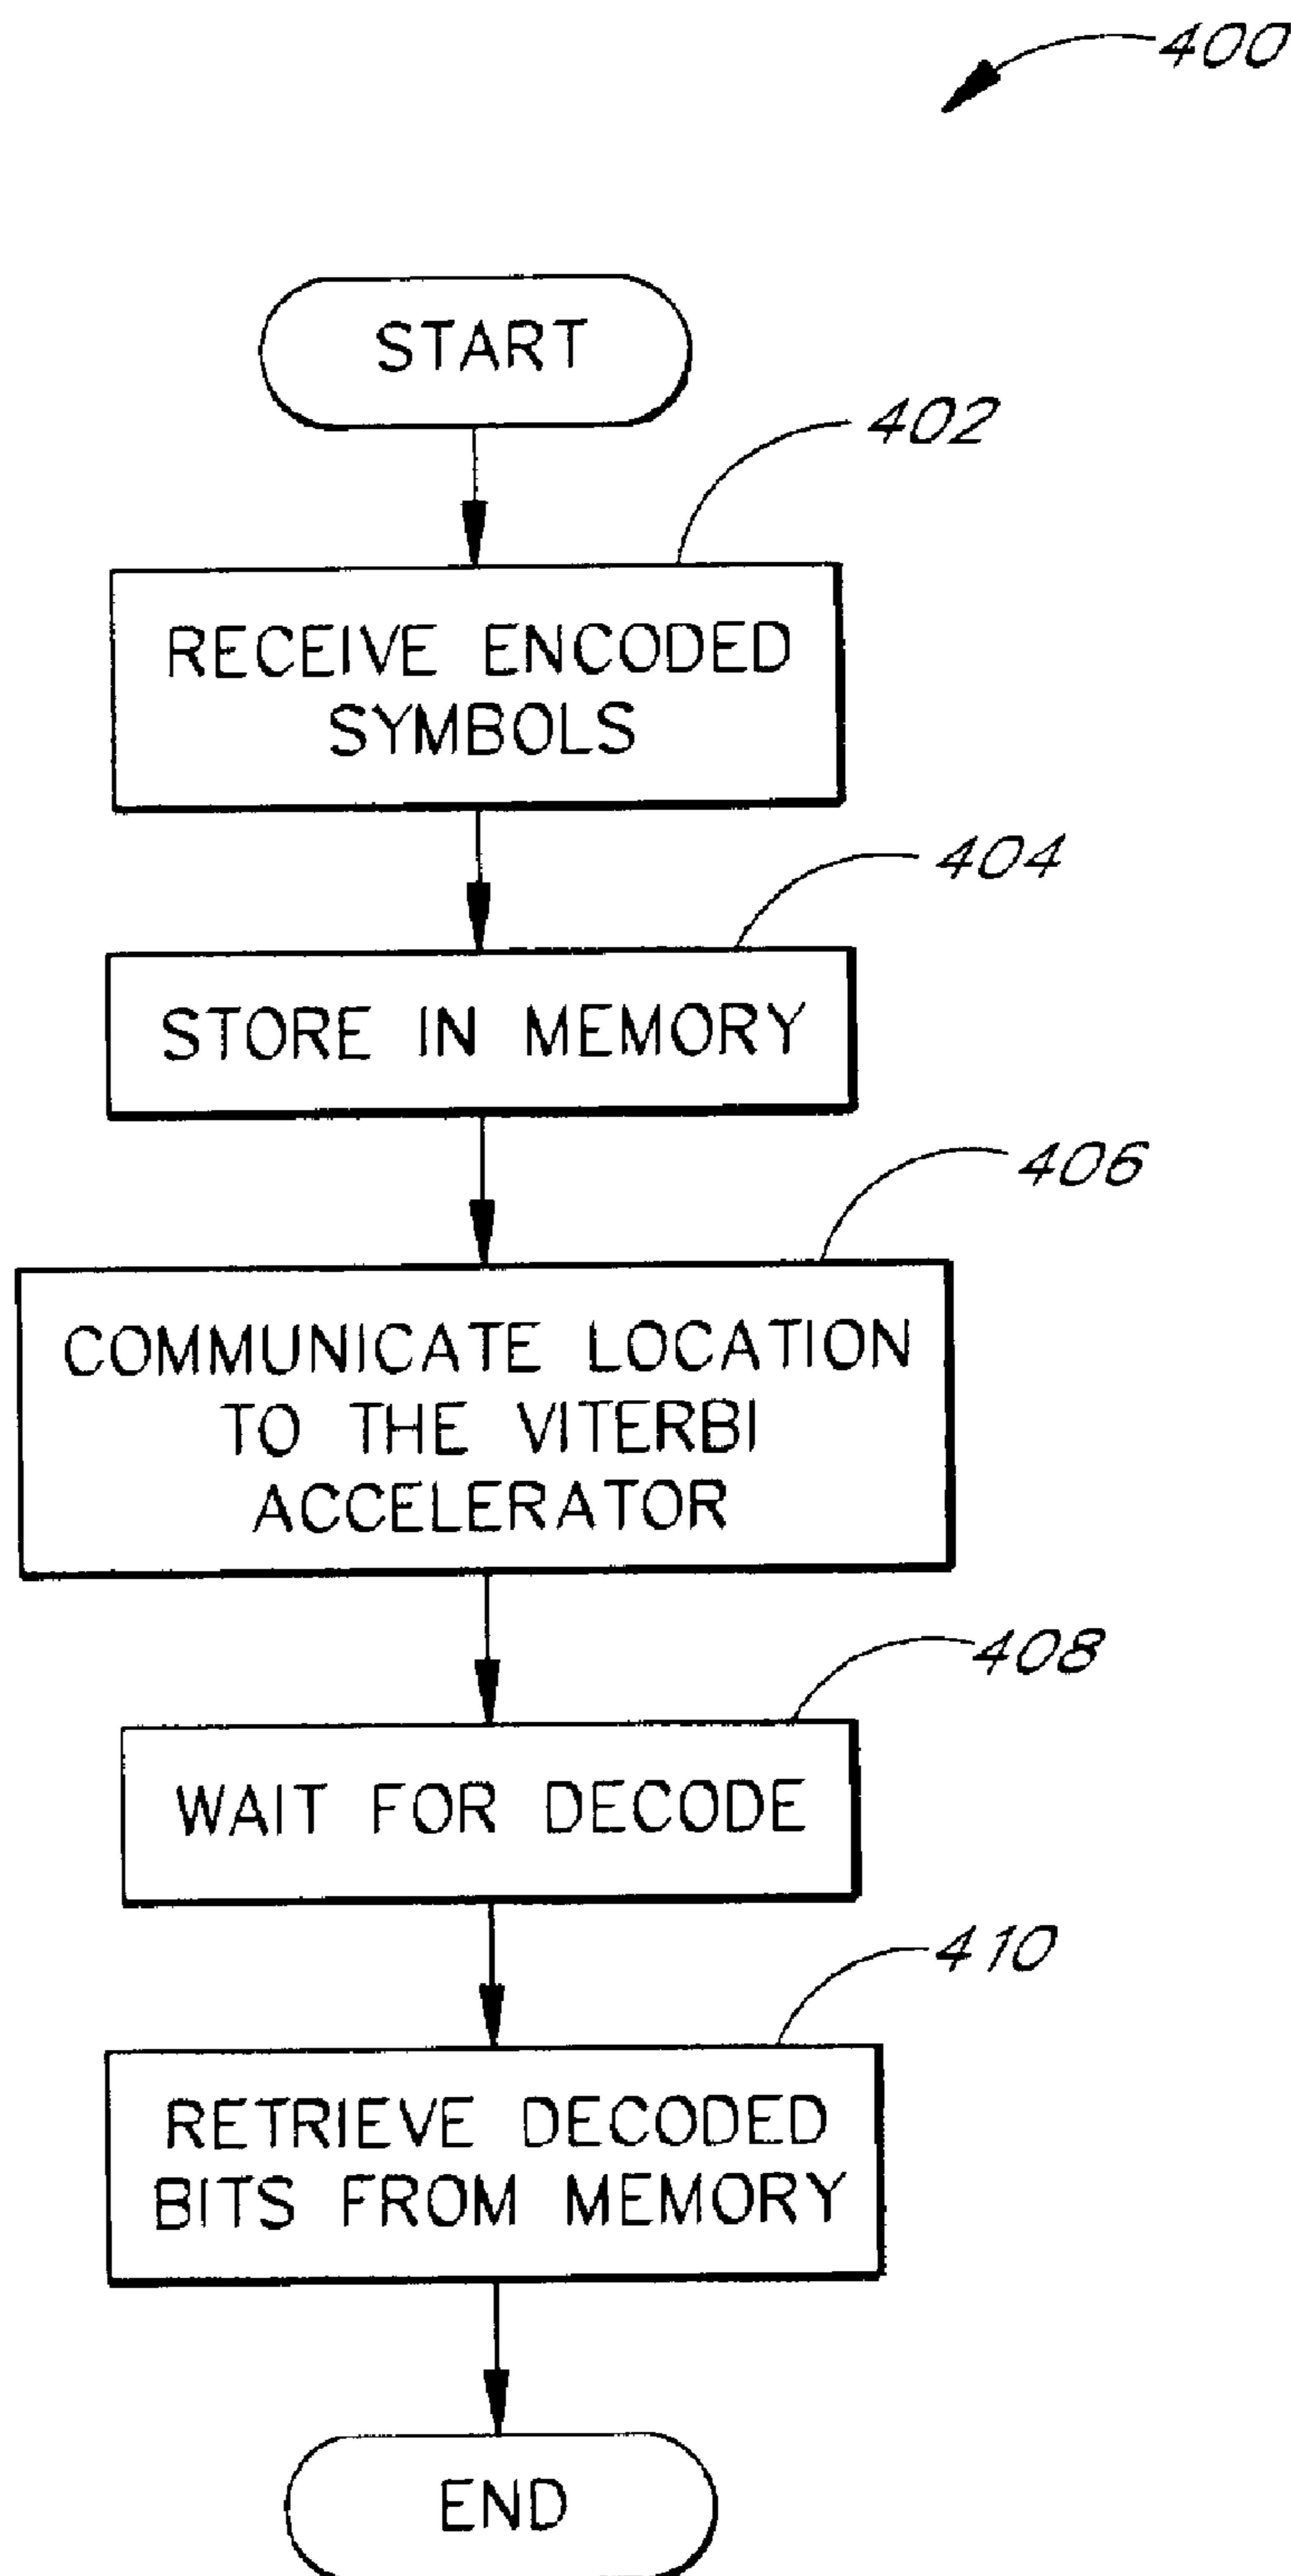 400
START
402
RECEIVE ENCODED
SYMBOLS
404
STORE IN MEMORY
406
COMMUNICATE LOCATION
TO THE VITERBI
ACCELERATOR
408
WAIT FOR DECODE
410
RETRIEVE DECODED
BITS FROM MEMORY
END